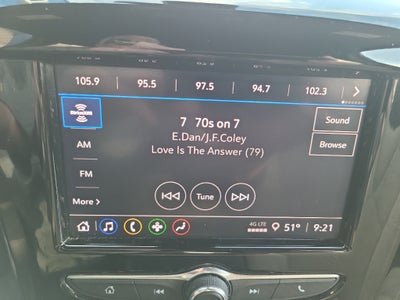 105.9 95.5 97.5 94.7 102.3
7 70s on 7
E.Dan/J.F.Coley
Love Is The Answer (79)
Sound
Browse
AM
FM
More
Tune
4G LTE
51° 9:21